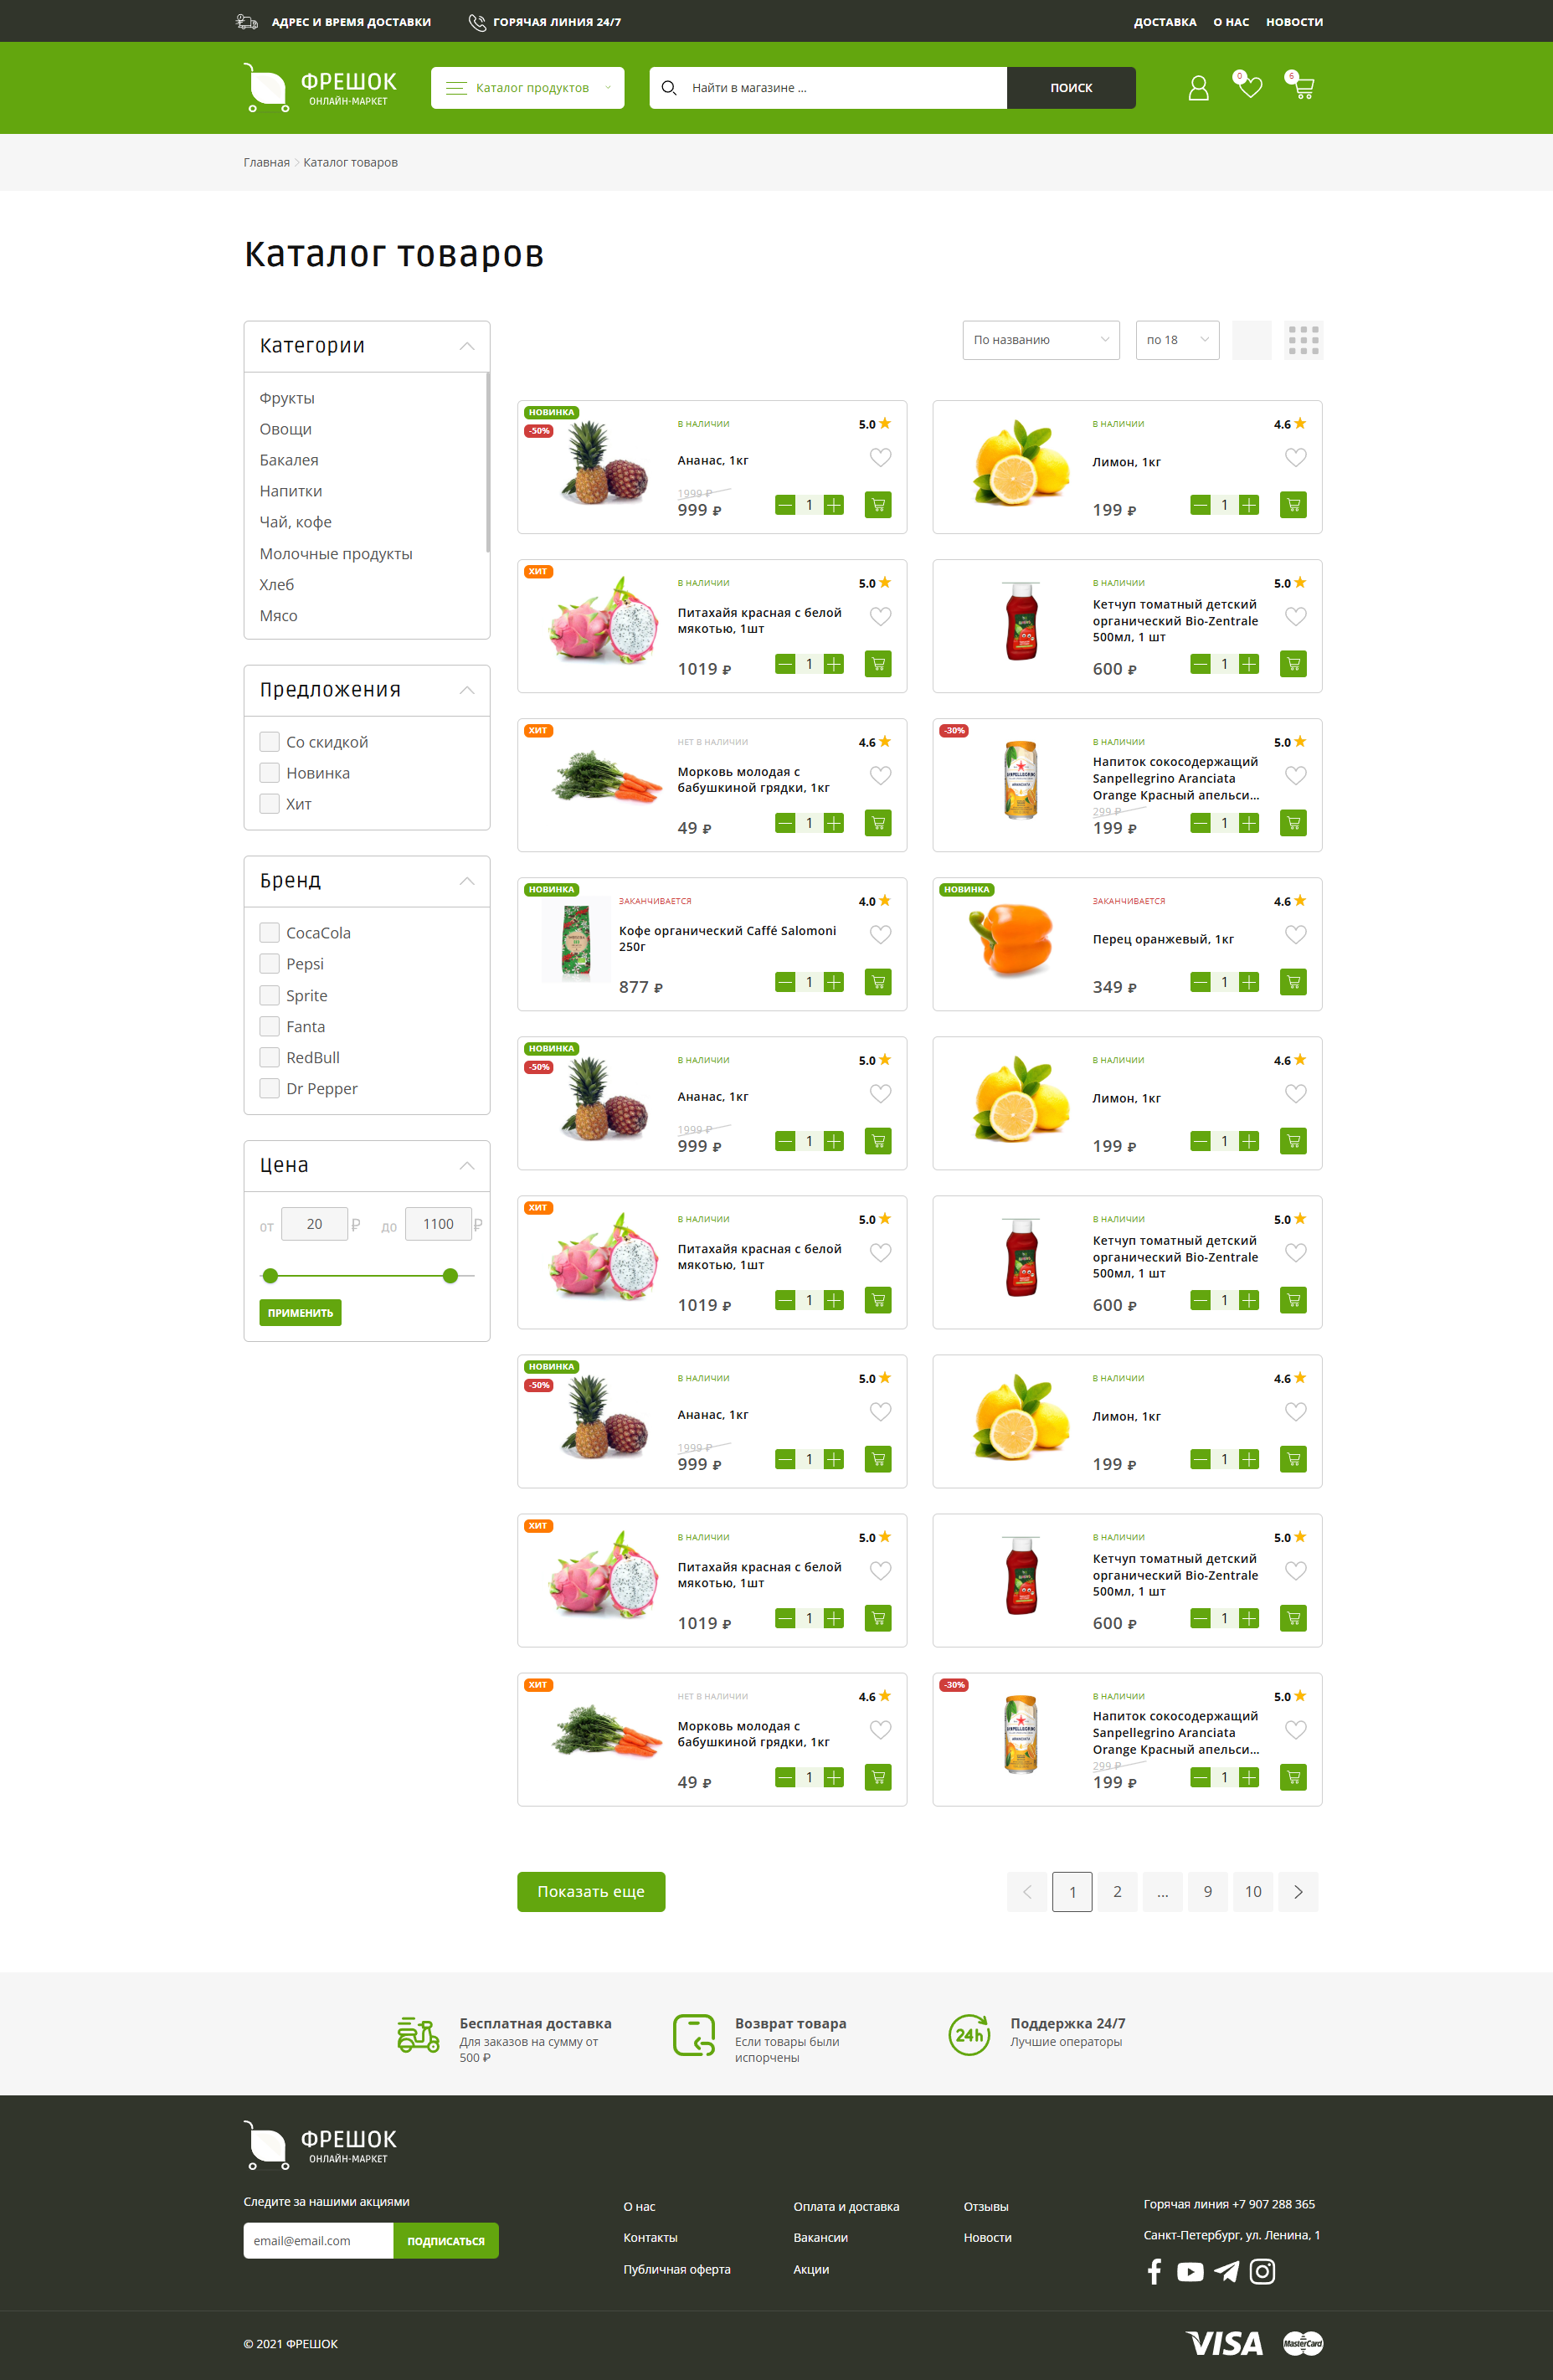 АДРЕС И ВРЕМЯ ДОСТАВКИ
ГОРЯЧАЯ ЛИНИЯ 24/7
ДОСТАВКА
О НАС
НОВОСТИ
ФРЕШОК
ОНЛАЙН-МАРКЕТ
Каталог продуктов
Найти в магазине ...
ПОИСК
0
6
Главная
Каталог товаров
Каталог товаров
Категории
Фрукты
Овощи
Бакалея
Напитки
Чай, кофе
Молочные продукты
Хлеб
Мясо
Предложения
Со скидкой
Новинка
Хит
Бренд
CocaCola
Pepsi
Sprite
Fanta
RedBull
Dr Pepper
Цена
от 20 ₽ до 1100 ₽
ПРИМЕНИТЬ
По названию
по 18
НОВИНКА
-50%
В НАЛИЧИИ
5.0
Ананас, 1кг
1999 ₽
999 ₽
1
В НАЛИЧИИ
4.6
Лимон, 1кг
199 ₽
1
ХИТ
В НАЛИЧИИ
5.0
Питахайя красная с белой
мякотью, 1шт
1019 ₽
1
В НАЛИЧИИ
5.0
Кетчуп томатный детский
органический Bio-Zentrale
500мл, 1 шт
600 ₽
1
ХИТ
НЕТ В НАЛИЧИИ
4.6
Морковь молодая с
бабушкиной грядки, 1кг
49 ₽
1
-30%
В НАЛИЧИИ
5.0
Напиток сокосодержащий
Sanpellegrino Aranciata
Orange Красный апельси...
299 ₽
199 ₽
1
SANPELLEGRINO
ARANCIATA
НОВИНКА
ЗАКАНЧИВАЕТСЯ
4.0
Кофе органический Caffé Salomoni
250г
877 ₽
1
НОВИНКА
ЗАКАНЧИВАЕТСЯ
4.6
Перец оранжевый, 1кг
349 ₽
1
НОВИНКА
-50%
В НАЛИЧИИ
5.0
Ананас, 1кг
1999 ₽
999 ₽
1
В НАЛИЧИИ
4.6
Лимон, 1кг
199 ₽
1
ХИТ
В НАЛИЧИИ
5.0
Питахайя красная с белой
мякотью, 1шт
1019 ₽
1
В НАЛИЧИИ
5.0
Кетчуп томатный детский
органический Bio-Zentrale
500мл, 1 шт
600 ₽
1
НОВИНКА
-50%
В НАЛИЧИИ
5.0
Ананас, 1кг
1999 ₽
999 ₽
1
В НАЛИЧИИ
4.6
Лимон, 1кг
199 ₽
1
ХИТ
В НАЛИЧИИ
5.0
Питахайя красная с белой
мякотью, 1шт
1019 ₽
1
В НАЛИЧИИ
5.0
Кетчуп томатный детский
органический Bio-Zentrale
500мл, 1 шт
600 ₽
1
ХИТ
НЕТ В НАЛИЧИИ
4.6
Морковь молодая с
бабушкиной грядки, 1кг
49 ₽
1
-30%
В НАЛИЧИИ
5.0
Напиток сокосодержащий
Sanpellegrino Aranciata
Orange Красный апельси...
299 ₽
199 ₽
1
SANPELLEGRINO
ARANCIATA
Показать еще
1 2 ... 9 10
Бесплатная доставка
Для заказов на сумму от
500 ₽
Возврат товара
Если товары были
испорчены
24h
Поддержка 24/7
Лучшие операторы
ФРЕШОК
ОНЛАЙН-МАРКЕТ
Следите за нашими акциями
email@email.com
ПОДПИСАТЬСЯ
О нас
Контакты
Публичная оферта
Оплата и доставка
Вакансии
Акции
Отзывы
Новости
Горячая линия +7 907 288 365
Санкт-Петербург, ул. Ленина, 1
© 2021 ФРЕШОК
VISA
MasterCard